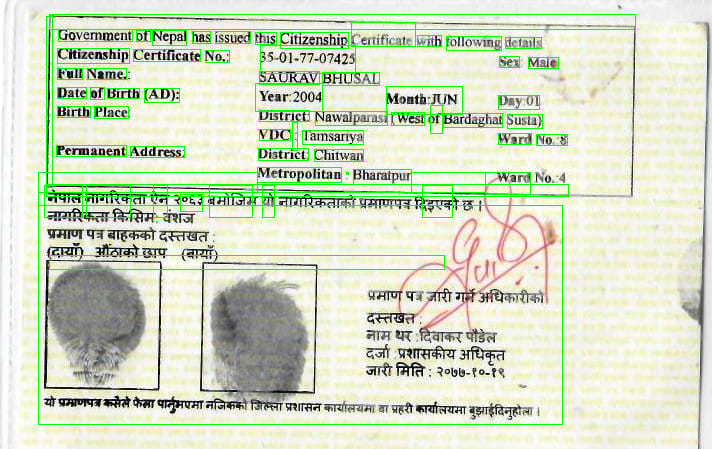 Government of Nepal has issued this Citizenship Certificate with following details
Citizenship Certificate No.: 35-01-77-07425 Sex: Male
Full Name.: SAURAV BHUSAL
Date of Birth (AD): Year:2004 Month:JUN Day:01
Birth Place District: Nawalparasi (West of Bardaghat Susta)
VDC : Tamsariya Ward No.:8
Permanent Address: District: Chitwan
Metropolitan : Bharatpur Ward No.:4
नेपाल नागरिकता ऐन २०६३ बमोजिम यो नागरिकताको प्रमाणपत्र दिइएको छ ।
नागरिकता किसिम: वंशज
प्रमाण पत्र बाहकको दस्तखत :
(दायाँ) औंठाको छाप (बायाँ)
प्रमाण पत्र जारी गर्ने अधिकारीको
दस्तखत :
नाम थर :दिवाकर पौडेल
दर्जा :प्रशासकीय अधिकृत
जारी मिति : २०७७-१०-१९
यो प्रमाणपत्र कसैले फेला पार्नुभएमा नजिकको जिल्ला प्रशासन कार्यालयमा वा प्रहरी कार्यालयमा बुझाईदिनुहोला ।